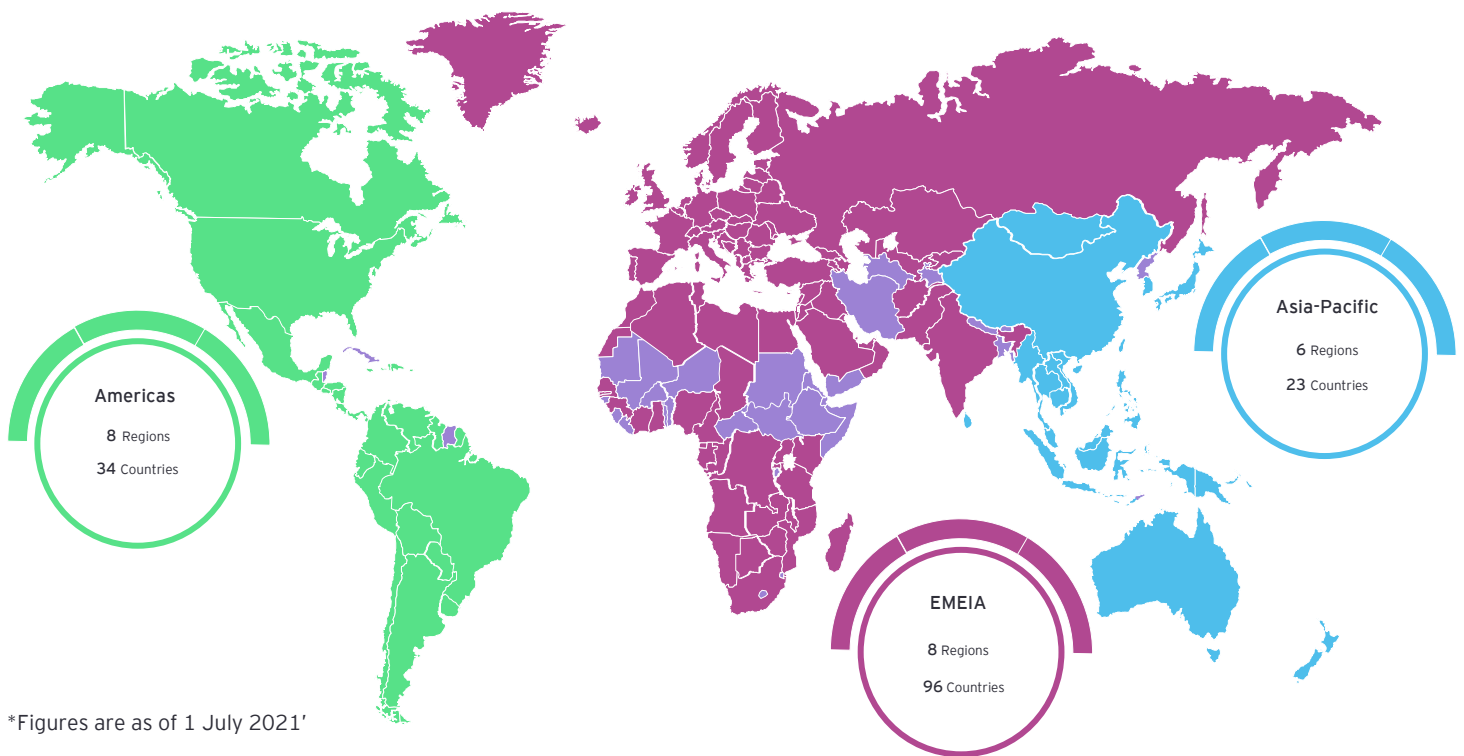 Americas
8 Regions
34 Countries
Asia-Pacific
6 Regions
23 Countries
EMEIA
8 Regions
96 Countries
*Figures are as of 1 July 2021'